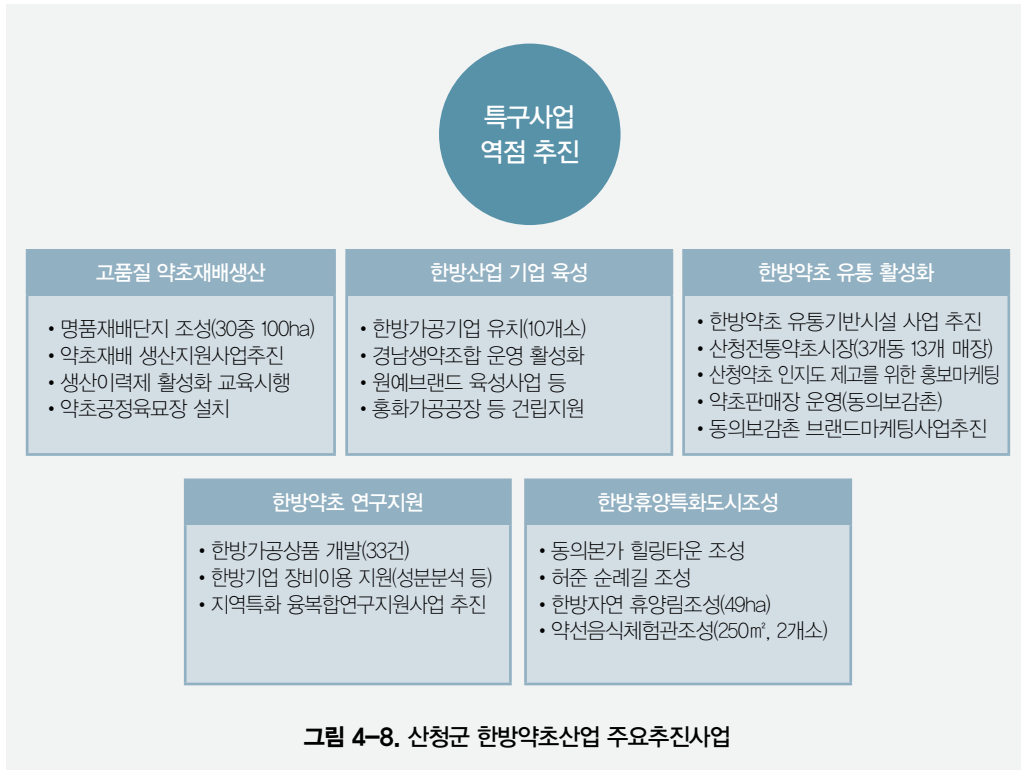 특구사업
역점 추진
고품질 약초재배생산
• 명품재배단지 조성(30종 100ha)
• 약초재배 생산지원사업추진
• 생산이력제 활성화 교육시행
• 약초공정육묘장 설치
한방산업 기업 육성
• 한방가공기업 유치(10개소)
• 경남생약조합 운영 활성화
• 원예브랜드 육성사업 등
• 홍화가공공장 등 건립지원
한방약초 유통 활성화
• 한방약초 유통기반시설 사업 추진
• 산청전통약초시장(3개동 13개 매장)
• 산청약초 인지도 제고를 위한 홍보마케팅
• 약초판매장 운영(동의보감촌)
• 동의보감촌 브랜드마케팅사업추진
한방약초 연구지원
• 한방가공상품 개발(33건)
• 한방기업 장비이용 지원(성분분석 등)
• 지역특화 융복합연구지원사업 추진
한방휴양특화도시조성
• 동의본가 힐링타운 조성
• 허준 순례길 조성
• 한방자연 휴양림조성(49ha)
• 약선음식체험관조성(250㎡, 2개소)
그림 4-8. 산청군 한방약초산업 주요추진사업